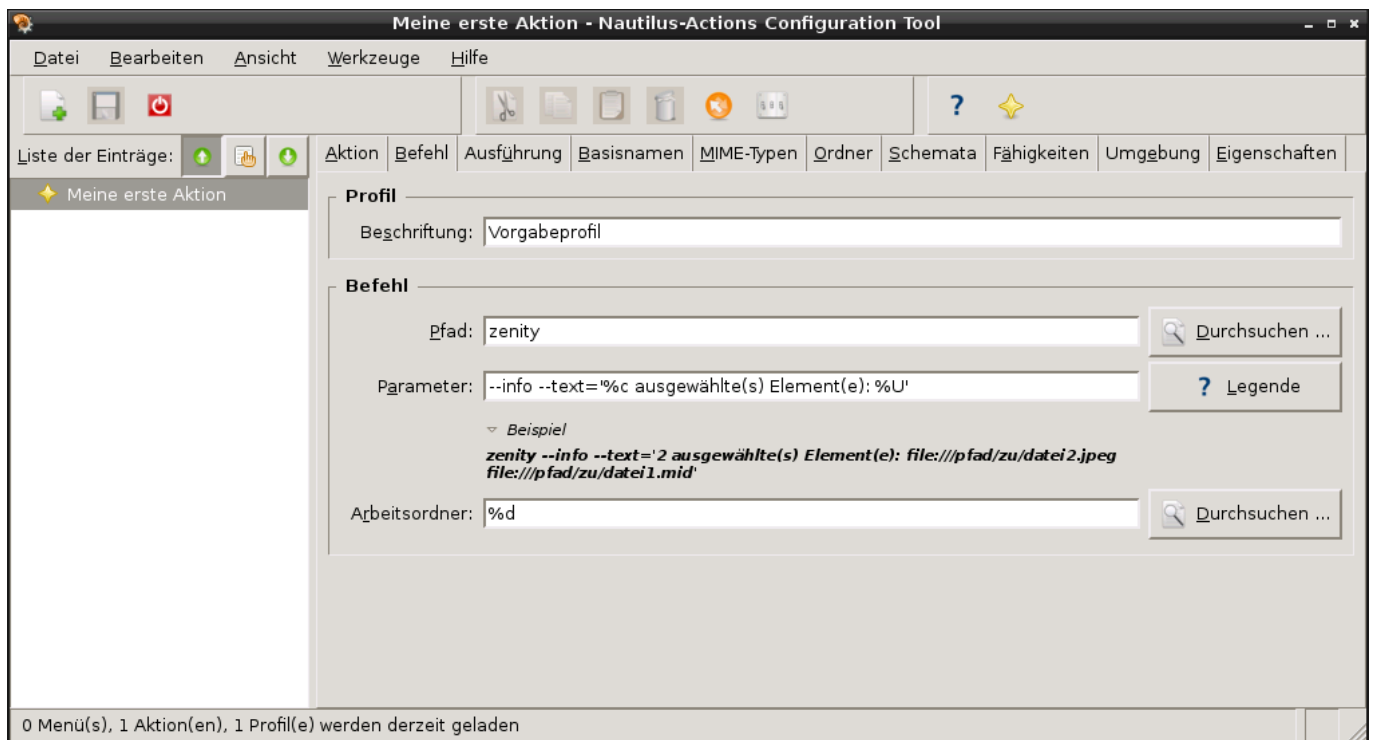 Meine erste Aktion - Nautilus-Actions Configuration Tool
Datei Bearbeiten Ansicht Werkzeuge Hilfe
?
Liste der Einträge: Aktion Befehl Ausführung Basisnamen MIME-Typen Ordner Schemata Fähigkeiten Umgebung Eigenschaften
Meine erste Aktion
Profil
Beschriftung: Vorgabeprofil
Befehl
Pfad: zenity Durchsuchen ...
Parameter: --info --text='%c ausgewählte(s) Element(e): %U' ? Legende
Beispiel
zenity --info --text='2 ausgewählte(s) Element(e): file:///pfad/zu/datei2.jpeg
file:///pfad/zu/datei1.mid'
Arbeitsordner: %d Durchsuchen ...
0 Menü(s), 1 Aktion(en), 1 Profil(e) werden derzeit geladen